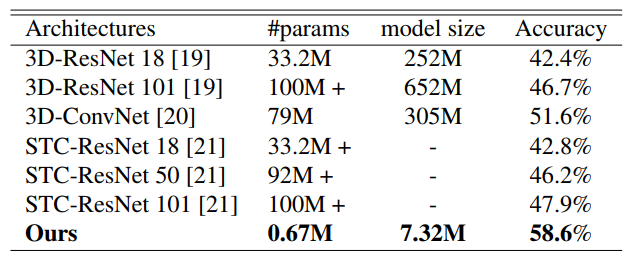 Architectures #params model size Accuracy
3D-ResNet 18 [19] 33.2M 252M 42.4%
3D-ResNet 101 [19] 100M + 652M 46.7%
3D-ConvNet [20] 79M 305M 51.6%
STC-ResNet 18 [21] 33.2M + - 42.8%
STC-ResNet 50 [21] 92M + - 46.2%
STC-ResNet 101 [21] 100M + - 47.9%
Ours 0.67M 7.32M 58.6%